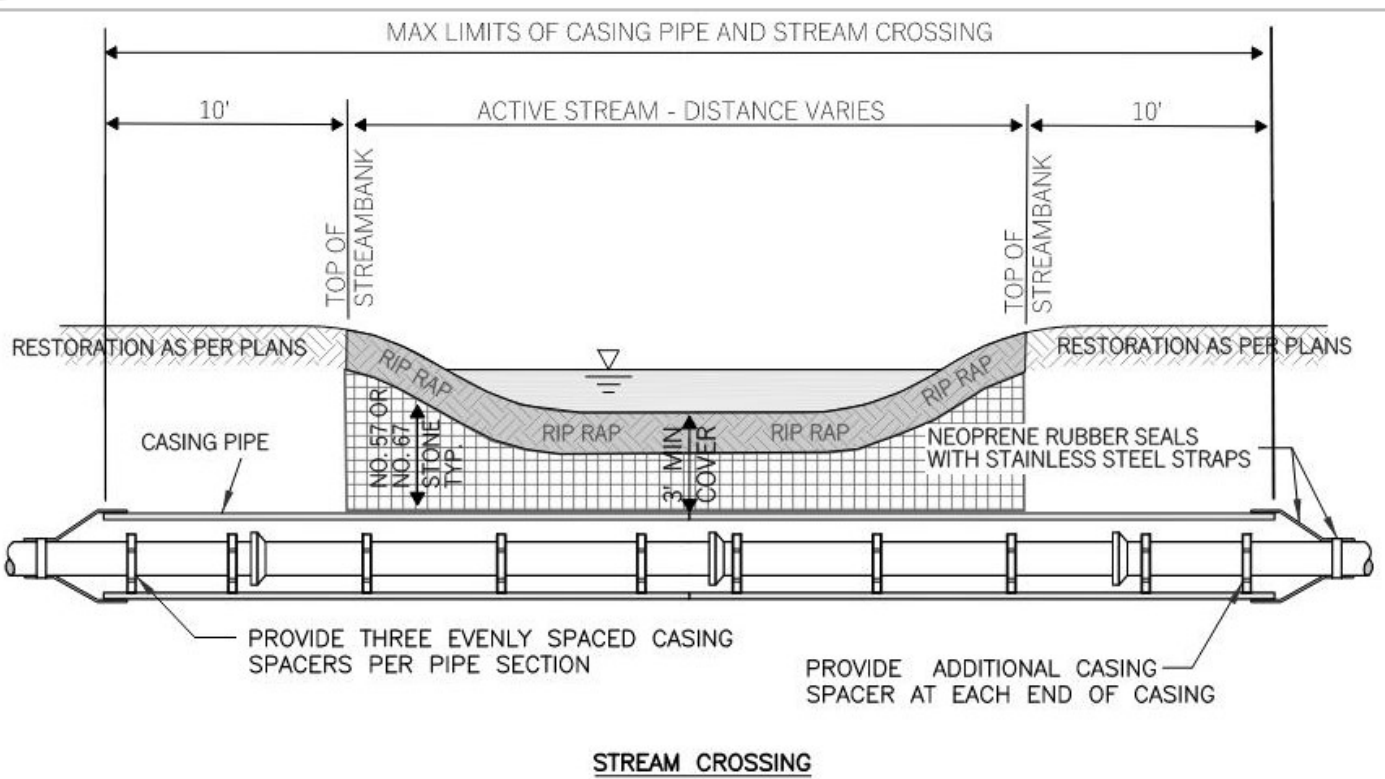 MAX LIMITS OF CASING PIPE AND STREAM CROSSING
10'
ACTIVE STREAM - DISTANCE VARIES
10'
TOP OF
STREAMBANK
TOP OF
STREAMBANK
RESTORATION AS PER PLANS
RIP RAP
RIP RAP
RESTORATION AS PER PLANS
RIP RAP
RIP RAP
NO. 57 OR
NO. 67
STONE
TYP.
3' MIN
COVER
CASING PIPE
NEOPRENE RUBBER SEALS
WITH STAINLESS STEEL STRAPS
PROVIDE THREE EVENLY SPACED CASING
SPACERS PER PIPE SECTION
PROVIDE ADDITIONAL CASING
SPACER AT EACH END OF CASING
STREAM CROSSING